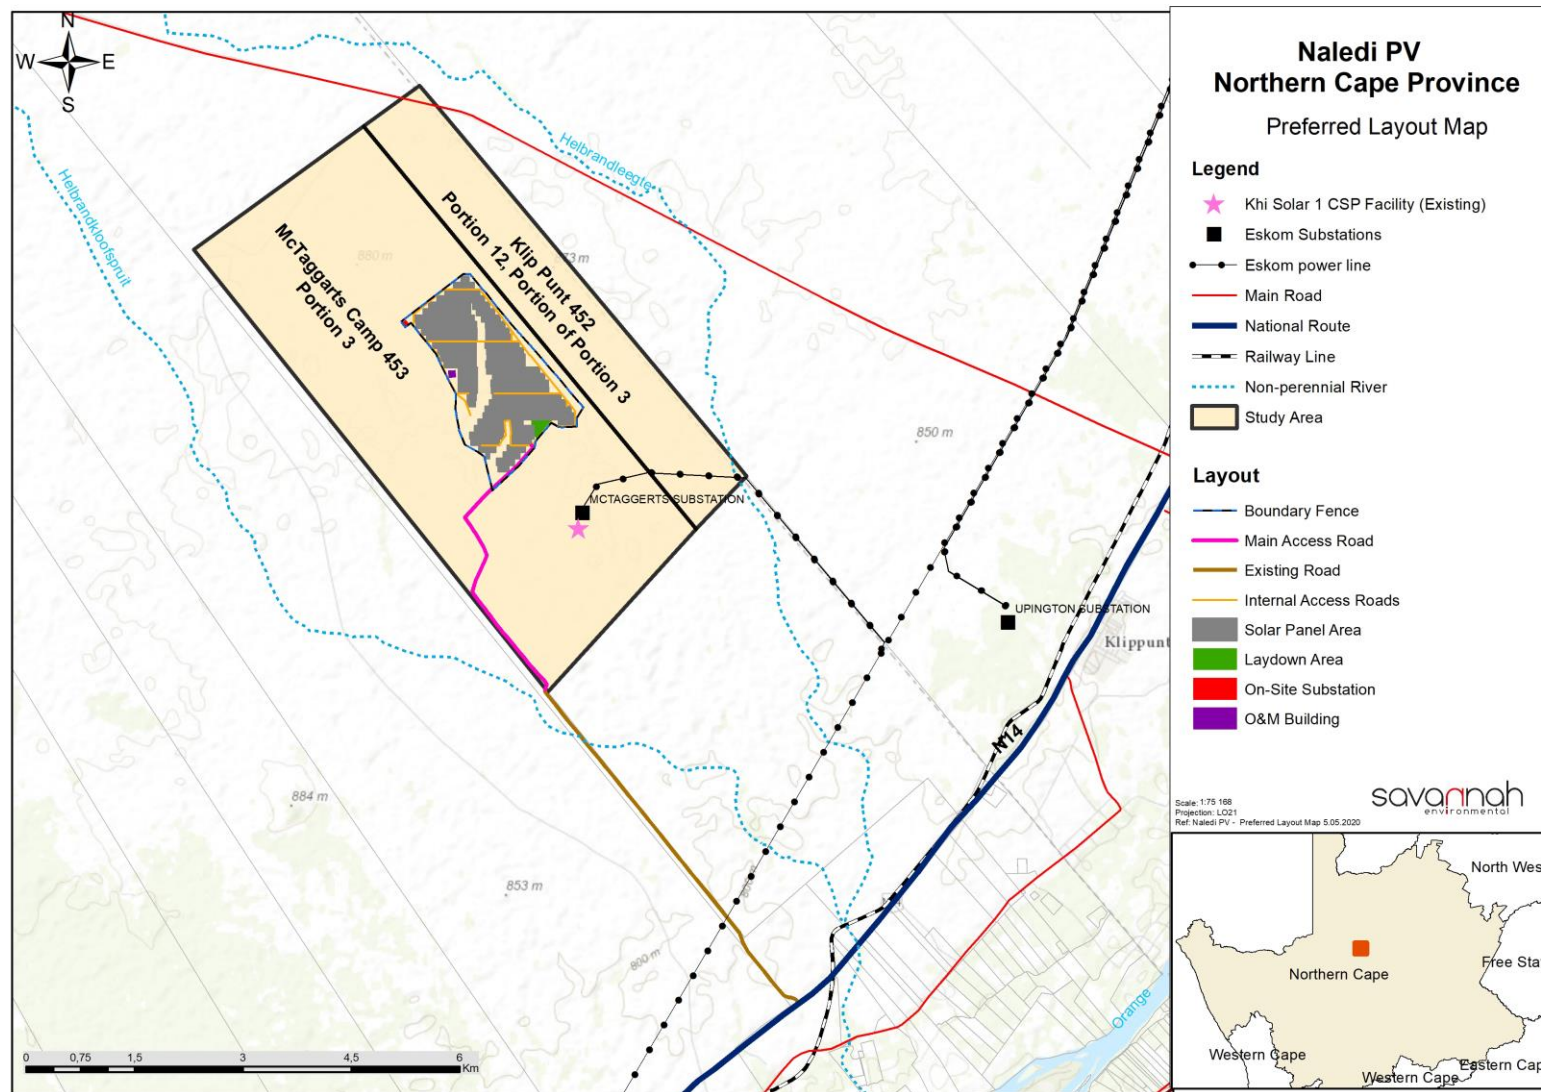 N
W
E
S
Helbrandkloofspruit
Helbrandleegte
880 m
873 m
McTaggarts Camp 453
Portion 3
Klip Punt 452
Portion 12, Portion of Portion 3
850 m
MCTAGGERTS SUBSTATION
UPINGTON SUBSTATION
Klippunt
N14
884 m
853 m
800 m
Orange
0 0,75 1,5 3 4,5 6
Km
Naledi PV
Northern Cape Province
Preferred Layout Map
Legend
Khi Solar 1 CSP Facility (Existing)
Eskom Substations
Eskom power line
Main Road
National Route
Railway Line
Non-perennial River
Study Area
Layout
Boundary Fence
Main Access Road
Existing Road
Internal Access Roads
Solar Panel Area
Laydown Area
On-Site Substation
O&M Building
Scale: 1:75 168
Projection: LO21
Ref: Naledi PV - Preferred Layout Map 5.05.2020
savannah
environmental
North Wes
Northern Cape
Free Sta
Western Cape
Western Cape
Eastern Cap